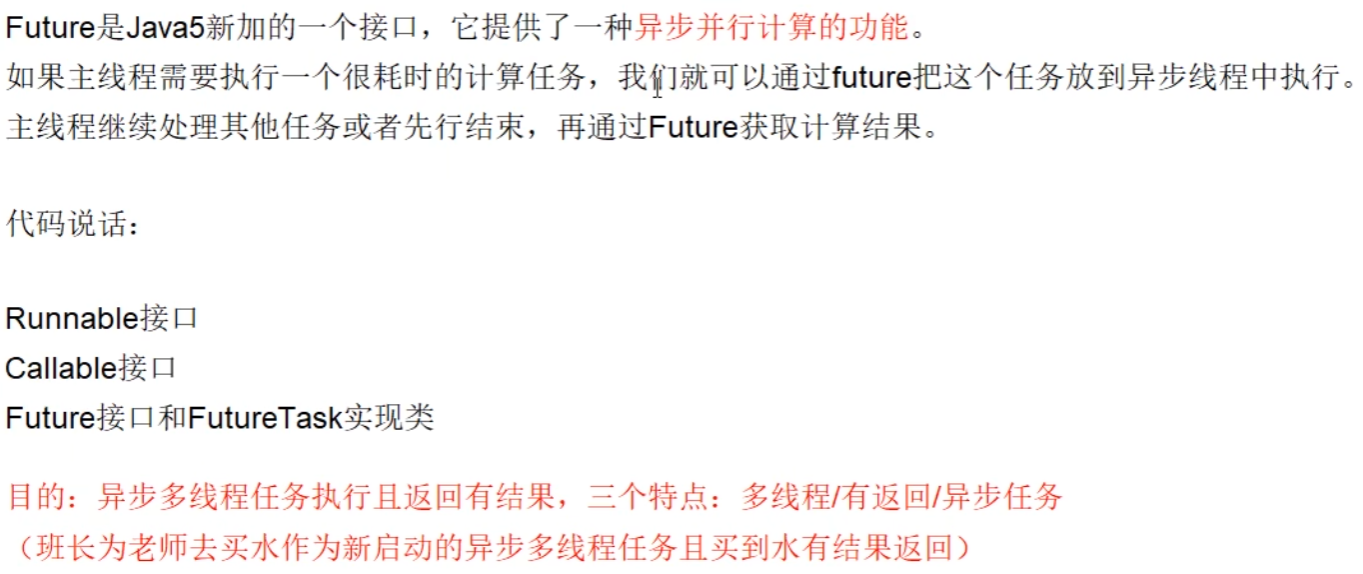 Future是Java5新加的一个接口，它提供了一种异步并行计算的功能。
如果主线程需要执行一个很耗时的计算任务，我们就可以通过future把这个任务放到异步线程中执行。
主线程继续处理其他任务或者先行结束，再通过Future获取计算结果。
代码说话：
Runnable接口
Callable接口
Future接口和FutureTask实现类
目的：异步多线程任务执行且返回有结果，三个特点：多线程/有返回/异步任务
（班长为老师去买水作为新启动的异步多线程任务且买到水有结果返回）